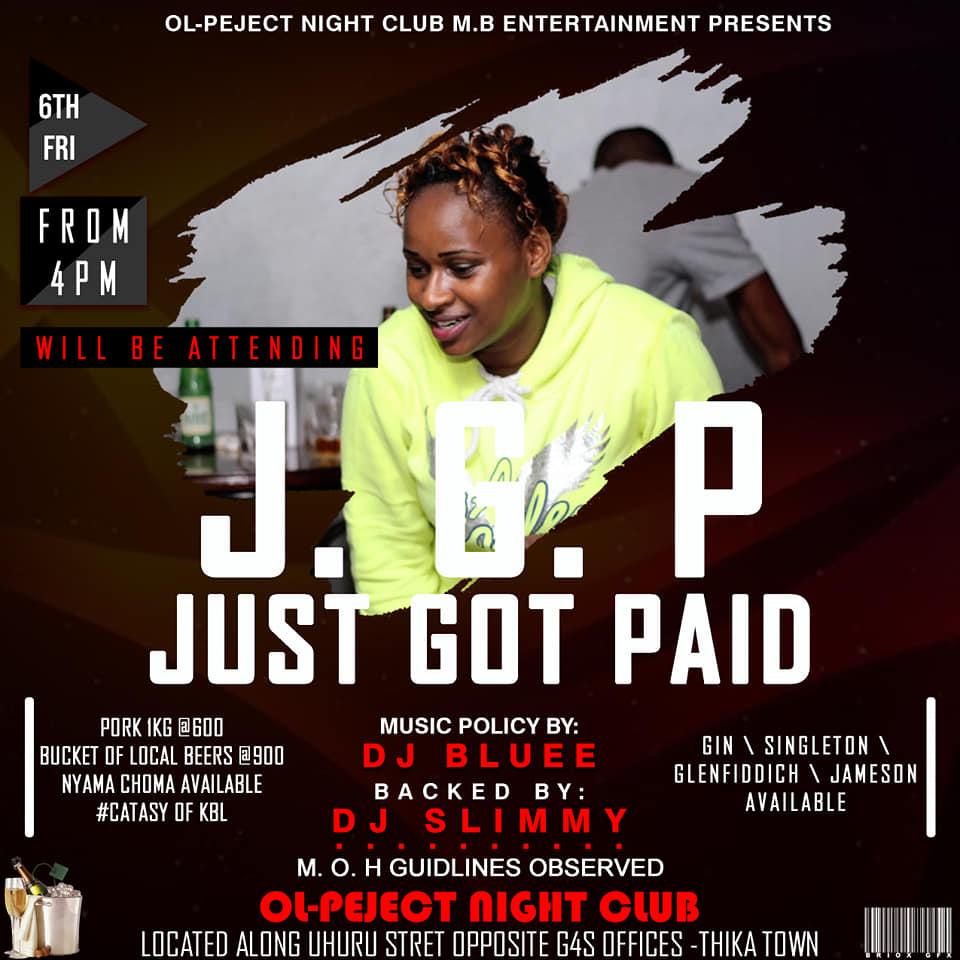 OL-PEJECT NIGHT CLUB M.B ENTERTAINMENT PRESENTS
6TH
FRI
FROM
4PM
WILL BE ATTENDING
J. G. P
JUST GOT PAID
PORK 1KG @600
BUCKET OF LOCAL BEERS @900
NYAMA CHOMA AVAILABLE
#CATASY OF KBL
MUSIC POLICY BY:
DJ BLUEE
BACKED BY:
DJ SLIMMY
GIN \ SINGLETON \
GLENFIDDICH \ JAMESON
AVAILABLE
M. O. H GUIDLINES OBSERVED
OL-PEJECT NIGHT CLUB
LOCATED ALONG UHURU STRET OPPOSITE G4S OFFICES -THIKA TOWN
BRIOX GFX